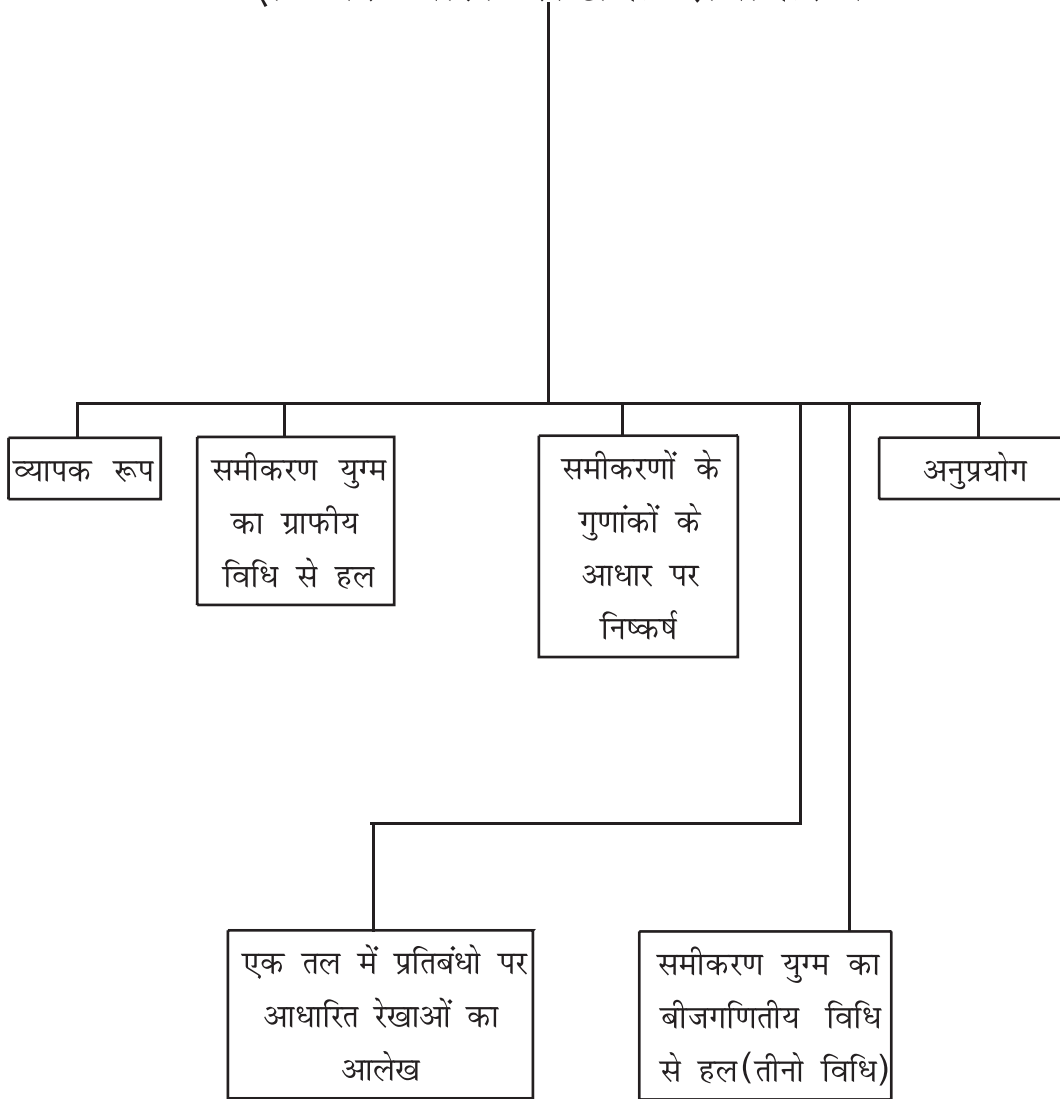 व्यापक रूप
समीकरण युग्म
का ग्राफीय
विधि से हल
समीकरणों के
गुणांकों के
आधार पर
निष्कर्ष
अनुप्रयोग
एक तल में प्रतिबंधो पर
आधारित रेखाओं का
आलेख
समीकरण युग्म का
बीजगणितीय विधि
से हल(तीनो विधि)